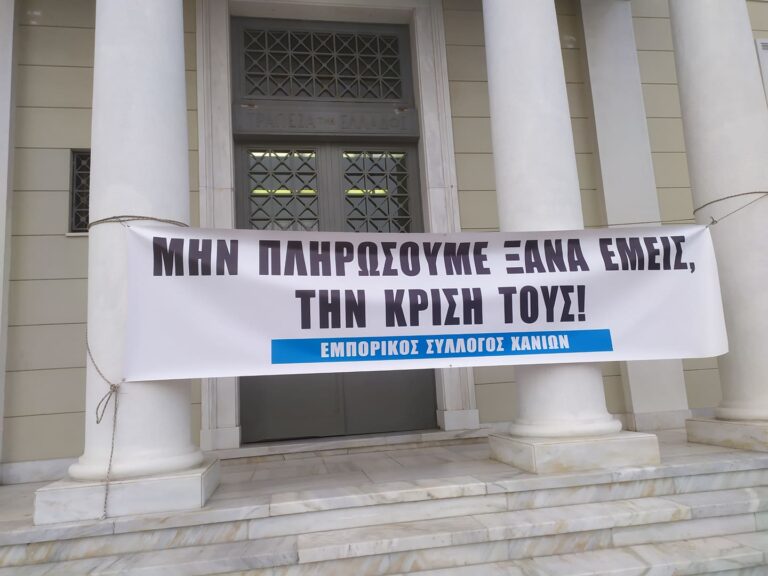 ΤΡΑΠΕΖΑ ΤΗΣ ΕΛΛΑΔΟΣ
ΜΗΝ ΠΛΗΡΩΣΟΥΜΕ ΞΑΝΑ ΕΜΕΙΣ,
ΤΗΝ ΚΡΙΣΗ ΤΟΥΣ!
ΕΜΠΟΡΙΚΟΣ ΣΥΛΛΟΓΟΣ ΧΑΝΙΩΝ